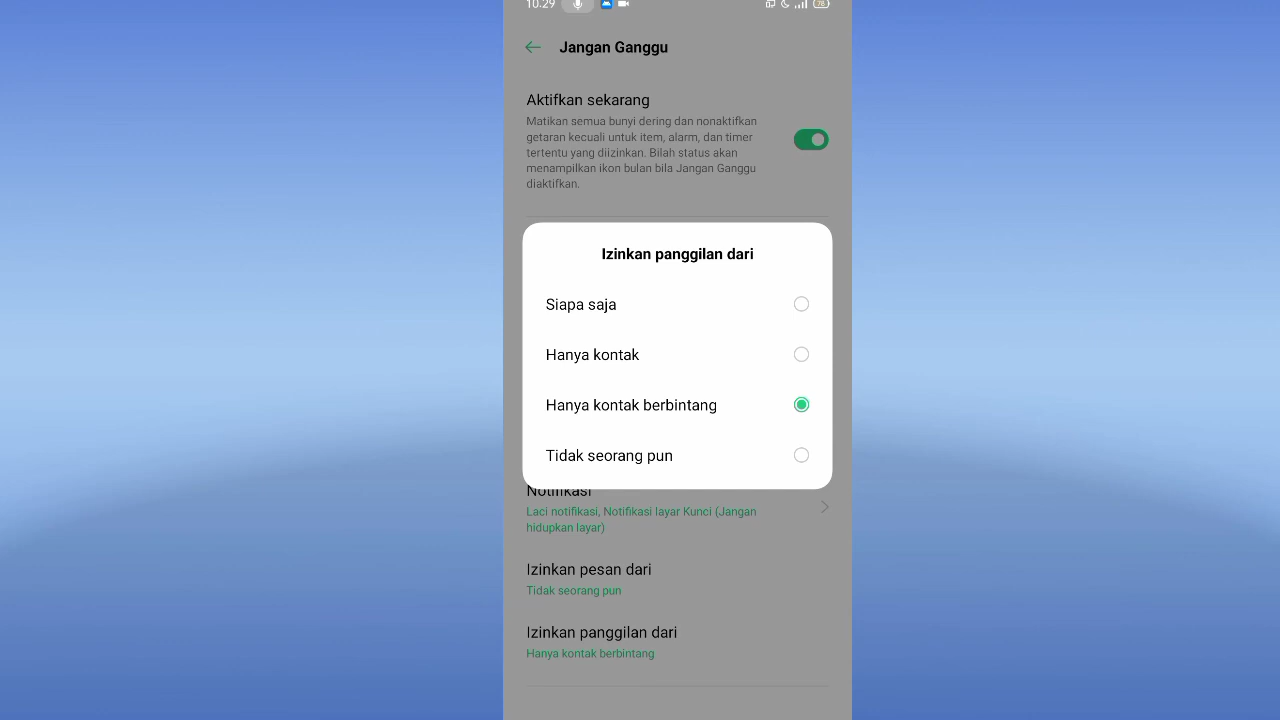 10.29
78
Jangan Ganggu
Aktifkan sekarang
Matikan semua bunyi dering dan nonaktifkan
getaran kecuali untuk item, alarm, dan timer
tertentu yang diizinkan. Bilah status akan
menampilkan ikon bulan bila Jangan Ganggu
diaktifkan.
Izinkan panggilan dari
Siapa saja
Hanya kontak
Hanya kontak berbintang
Tidak seorang pun
Notifikasi
Laci notifikasi, Notifikasi layar Kunci (Jangan
hidupkan layar)
Izinkan pesan dari
Tidak seorang pun
Izinkan panggilan dari
Hanya kontak berbintang